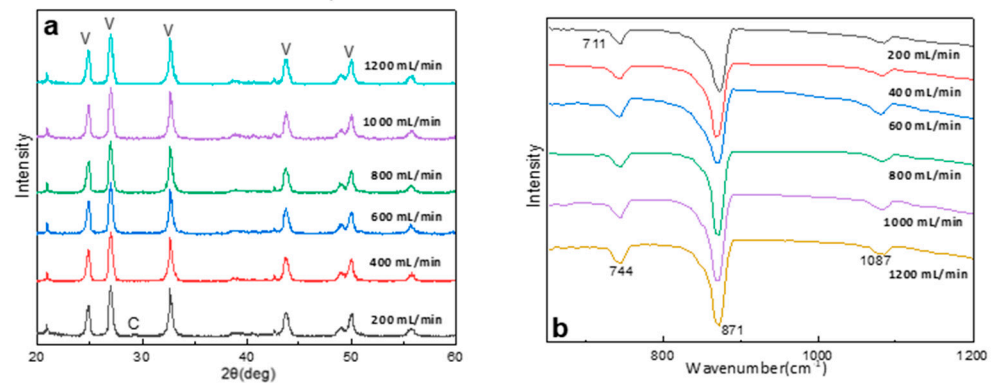 a
V
V
V
V
V
1200 mL/min
1000 mL/min
800 mL/min
600 mL/min
400 mL/min
200 mL/min
C
Intensity
20
30
40
50
60
2θ(deg)
711
200 mL/min
400 mL/min
600 mL/min
800 mL/min
1000 mL/min
1200 mL/min
744
871
1087
b
Intensity
800
1000
1200
Wavenumber(cm⁻¹)